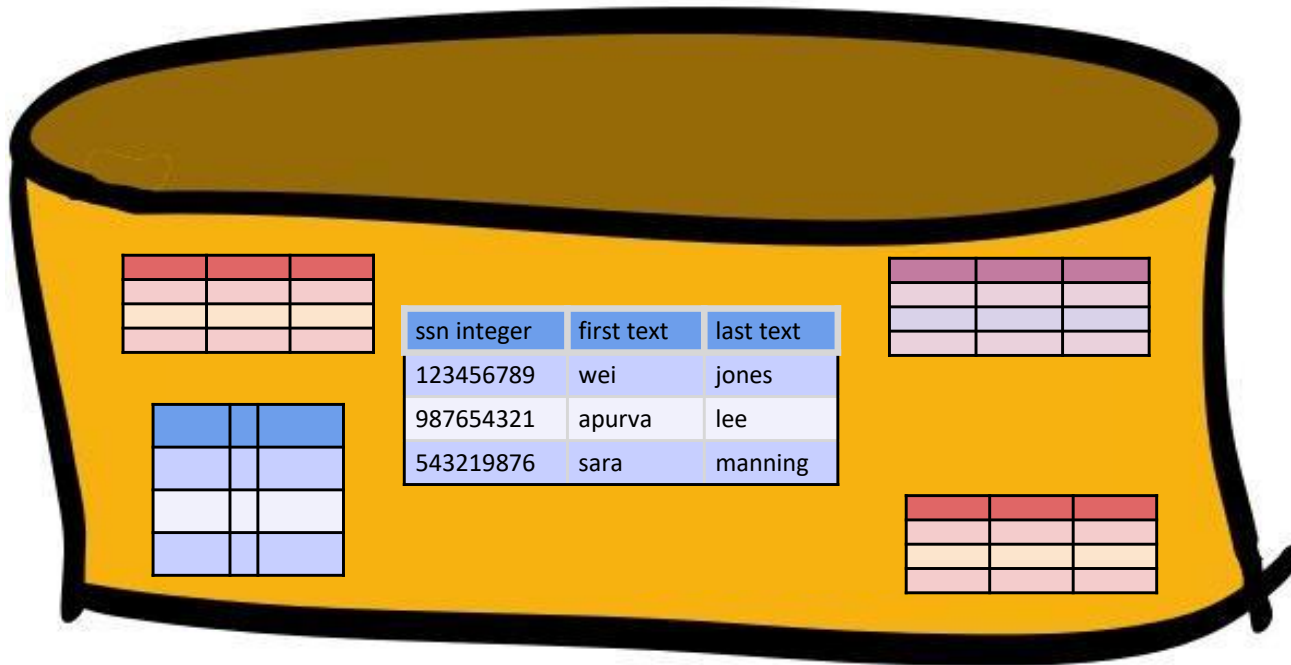 ssn integer first text last text
123456789 wei jones
987654321 apurva lee
543219876 sara manning